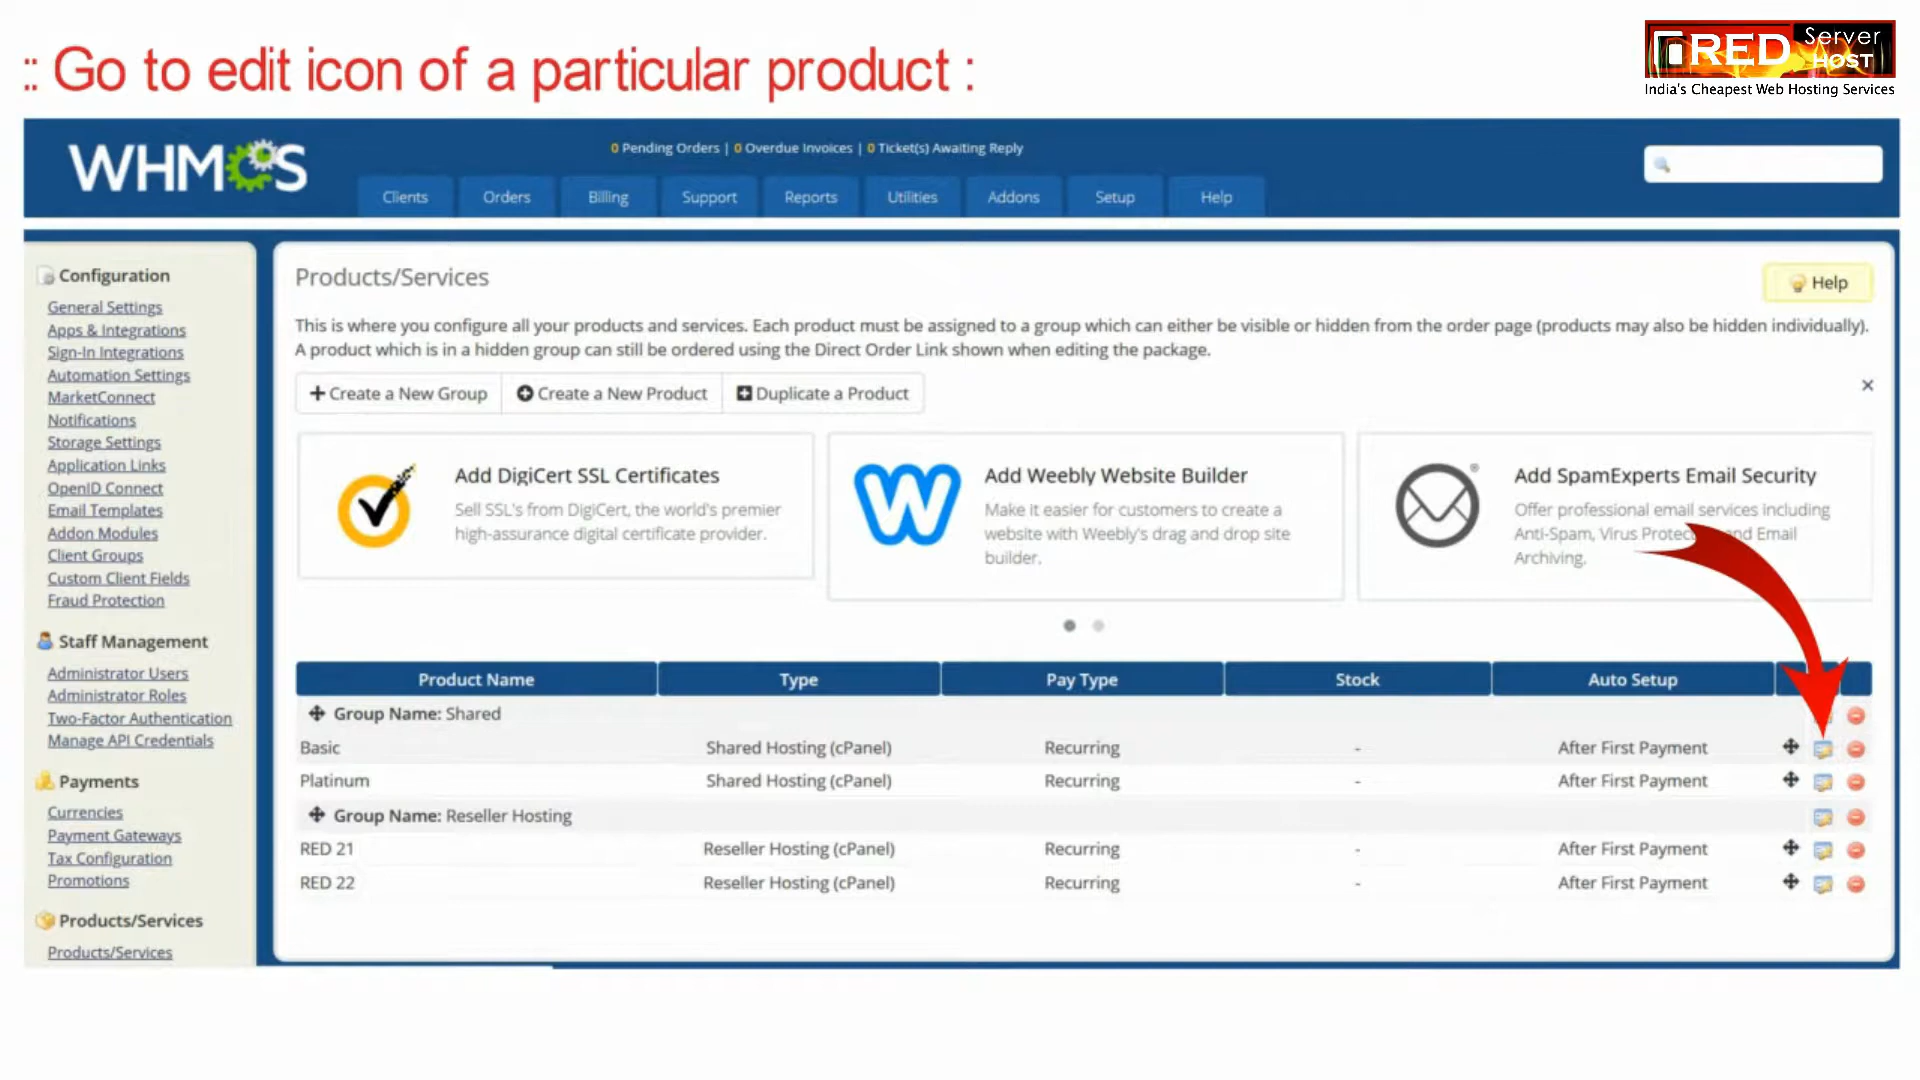 :: Go to edit icon of a particular product :
RED Server HOST
India's Cheapest Web Hosting Services
WHMCS
0 Pending Orders | 0 Overdue Invoices | 0 Ticket(s) Awaiting Reply
Clients Orders Billing Support Reports Utilities Addons Setup Help
Configuration
General Settings
Apps & Integrations
Sign-In Integrations
Automation Settings
MarketConnect
Notifications
Storage Settings
Application Links
OpenID Connect
Email Templates
Addon Modules
Client Groups
Custom Client Fields
Fraud Protection
Staff Management
Administrator Users
Administrator Roles
Two-Factor Authentication
Manage API Credentials
Payments
Currencies
Payment Gateways
Tax Configuration
Promotions
Products/Services
Products/Services
Products/Services
Help
This is where you configure all your products and services. Each product must be assigned to a group which can either be visible or hidden from the order page (products may also be hidden individually).
A product which is in a hidden group can still be ordered using the Direct Order Link shown when editing the package.
Create a New Group Create a New Product Duplicate a Product
Add DigiCert SSL Certificates
Sell SSL's from DigiCert, the world's premier
high-assurance digital certificate provider.
Add Weebly Website Builder
Make it easier for customers to create a
website with Weebly's drag and drop site
builder.
Add SpamExperts Email Security
Offer professional email services including
Anti-Spam, Virus Protec nd Email
Archiving.
Product Name Type Pay Type Stock Auto Setup
Group Name: Shared
Basic Shared Hosting (cPanel) Recurring - After First Payment
Platinum Shared Hosting (cPanel) Recurring - After First Payment
Group Name: Reseller Hosting
RED 21 Reseller Hosting (cPanel) Recurring - After First Payment
RED 22 Reseller Hosting (cPanel) Recurring - After First Payment